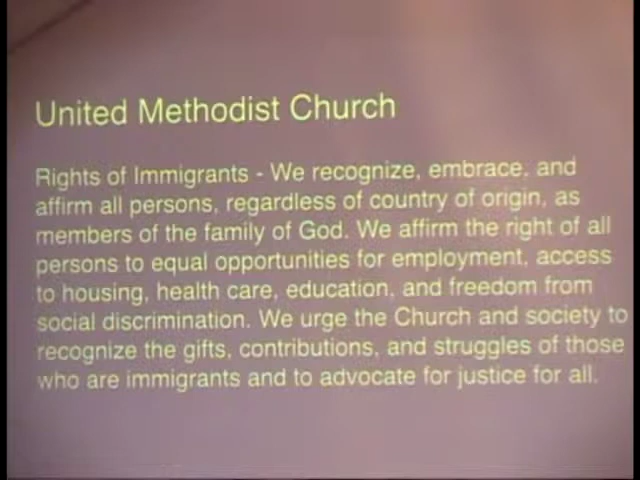 United Methodist Church
Rights of Immigrants - We recognize, embrace, and
affirm all persons, regardless of country of origin, as
members of the family of God. We affirm the right of all
persons to equal opportunities for employment, access
to housing, health care, education, and freedom from
social discrimination. We urge the Church and society to
recognize the gifts, contributions, and struggles of those
who are immigrants and to advocate for justice for all.